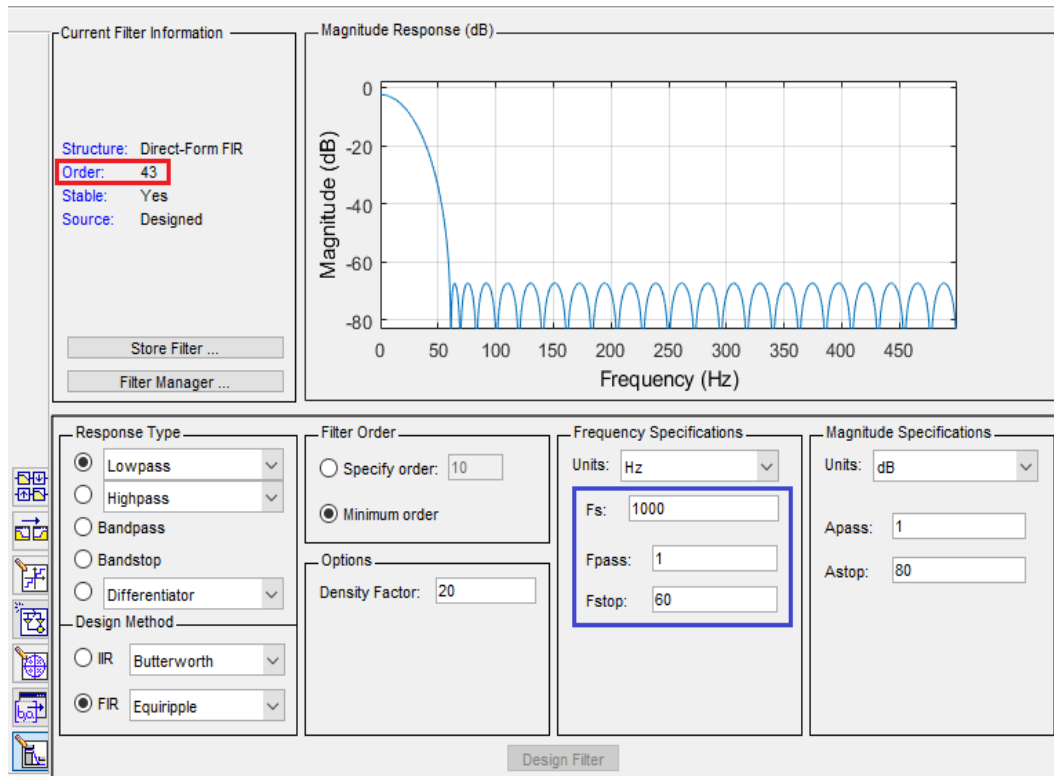 Current Filter Information
Structure: Direct-Form FIR
Order: 43
Stable: Yes
Source: Designed
Store Filter ...
Filter Manager ...
Magnitude Response (dB)
Magnitude (dB)
0
-20
-40
-60
-80
0 50 100 150 200 250 300 350 400 450
Frequency (Hz)
Response Type
Lowpass
Highpass
Bandpass
Bandstop
Differentiator
Design Method
IIR Butterworth
FIR Equiripple
Filter Order
Specify order: 10
Minimum order
Options
Density Factor: 20
Frequency Specifications
Units: Hz
Fs: 1000
Fpass: 1
Fstop: 60
Magnitude Specifications
Units: dB
Apass: 1
Astop: 80
Design Filter